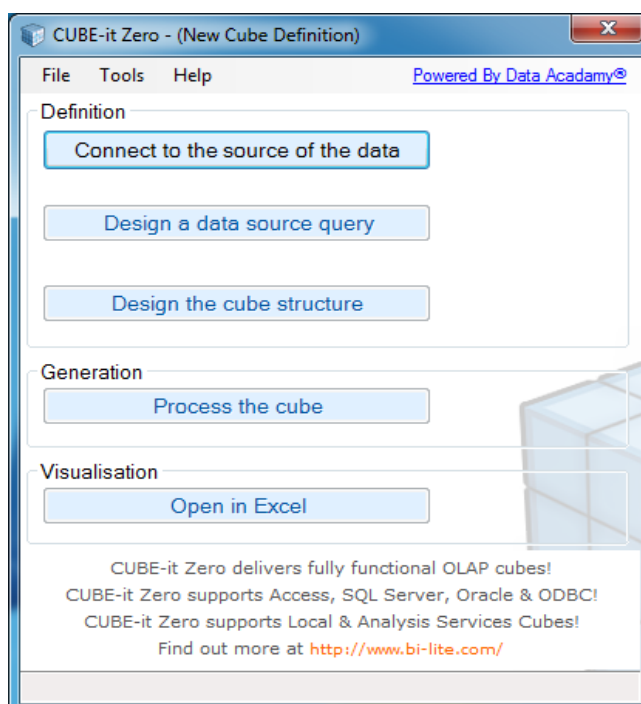 CUBE-it Zero - (New Cube Definition)
File Tools Help Powered By Data Acadamy®
Definition
Connect to the source of the data
Design a data source query
Design the cube structure
Generation
Process the cube
Visualisation
Open in Excel
CUBE-it Zero delivers fully functional OLAP cubes!
CUBE-it Zero supports Access, SQL Server, Oracle & ODBC!
CUBE-it Zero supports Local & Analysis Services Cubes!
Find out more at http://www.bi-lite.com/